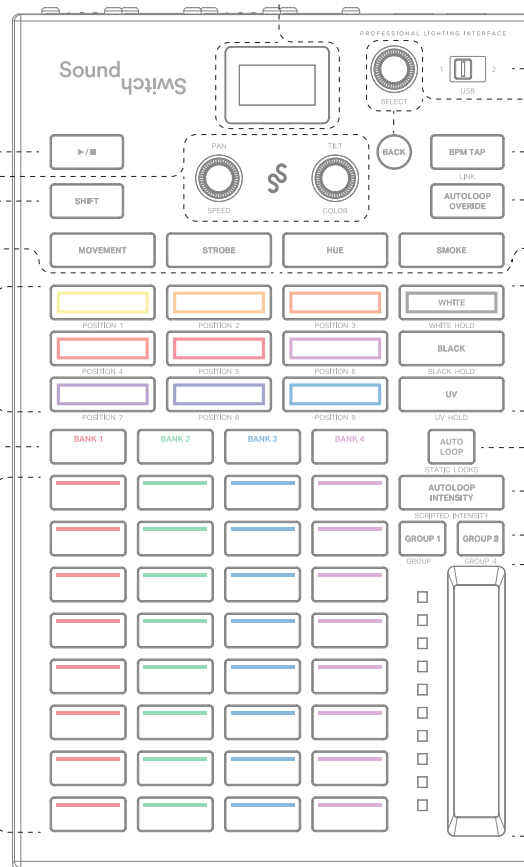 PROFESSIONAL LIGHTING INTERFACE
Sound
Switch
SELECT
1
2
USB
▶/■
PAN
TILT
BACK
BPM TAP
LINK
SHIFT
SPEED
COLOR
AUTOLOOP
OVERIDE
MOVEMENT
STROBE
HUE
SMOKE
WHITE
POSITION 1
POSITION 2
POSITION 3
WHITE HOLD
BLACK
POSITION 4
POSITION 5
POSITION 6
BLACK HOLD
UV
POSITION 7
POSITION 8
POSITION 9
UV HOLD
BANK 1
BANK 2
BANK 3
BANK 4
AUTO
LOOP
STATIC LOOKS
AUTOLOOP
INTENSITY
SCRIPTED INTENSITY
GROUP 1
GROUP 3
GROUP
GROUP 4